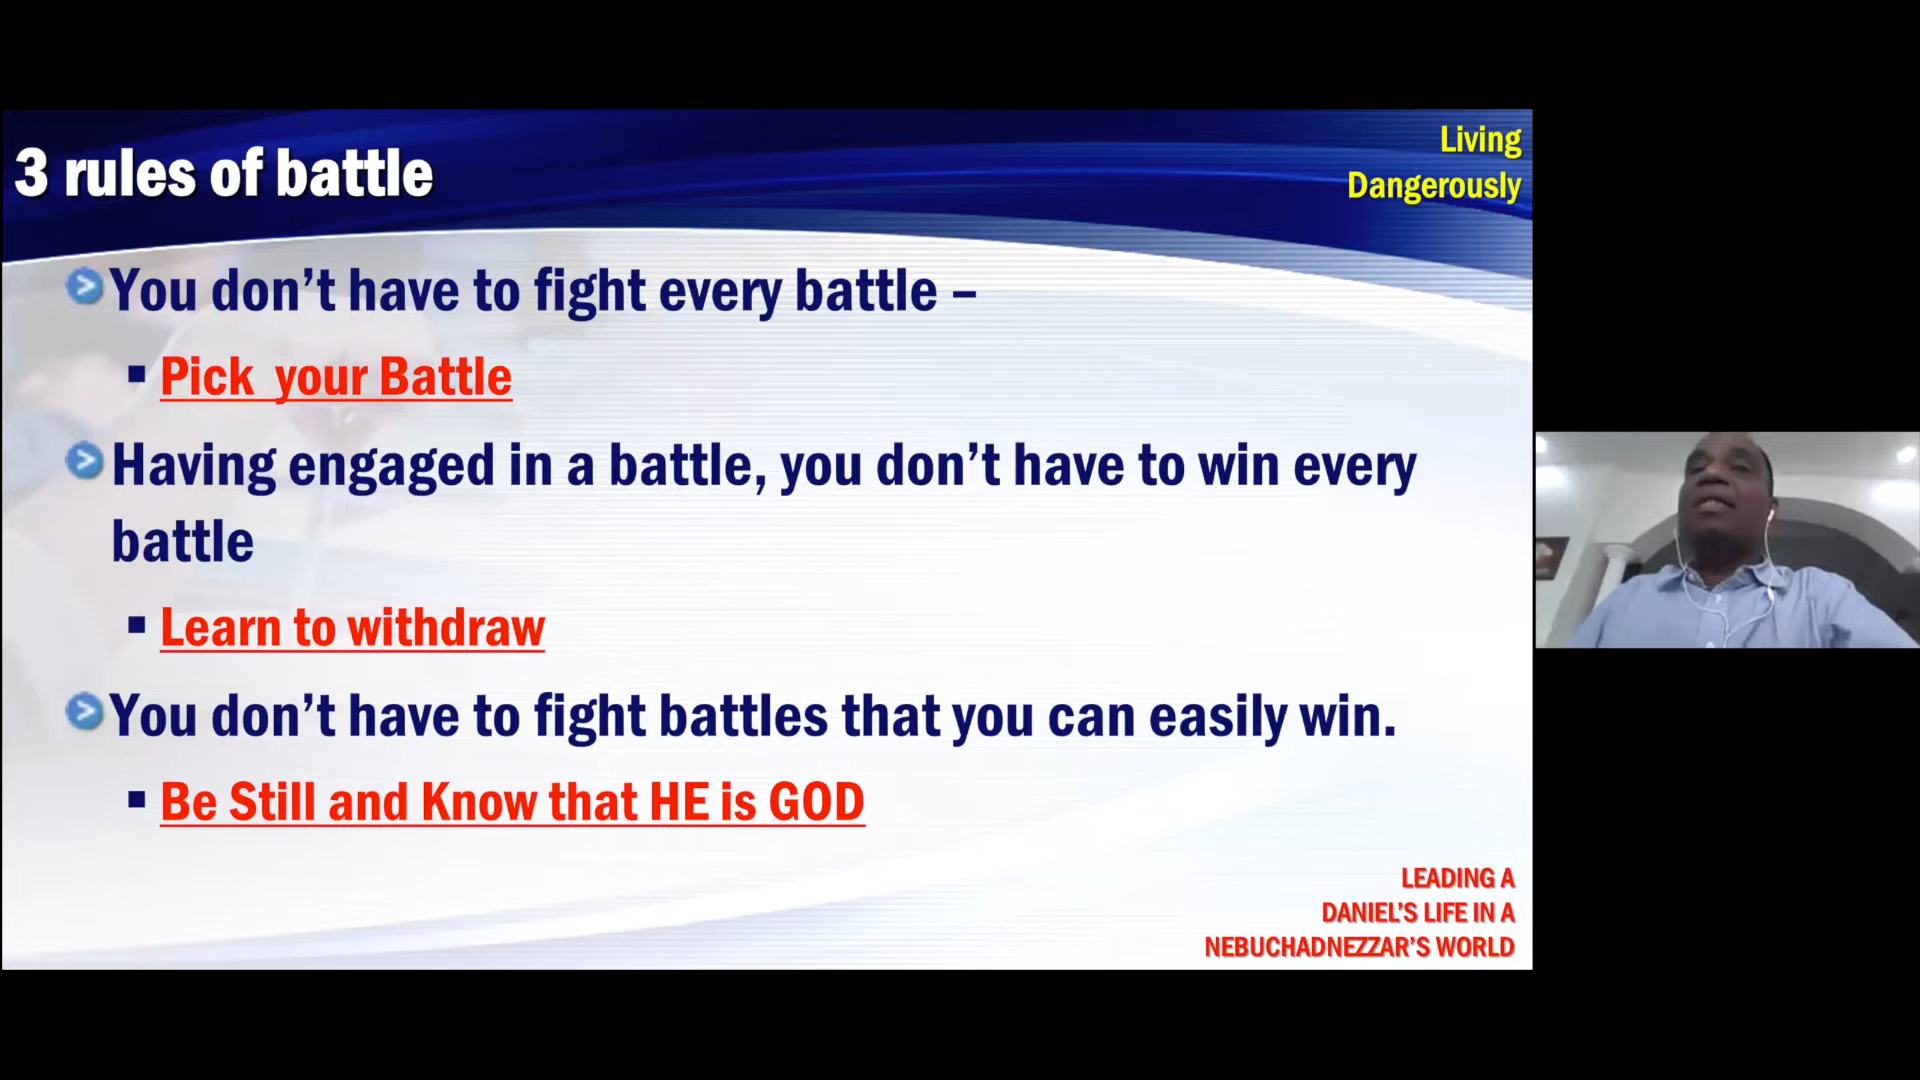 3 rules of battle
Living
Dangerously
You don’t have to fight every battle –
Pick your Battle
Having engaged in a battle, you don’t have to win every
battle
Learn to withdraw
You don’t have to fight battles that you can easily win.
Be Still and Know that HE is GOD
LEADING A
DANIEL’S LIFE IN A
NEBUCHADNEZZAR’S WORLD